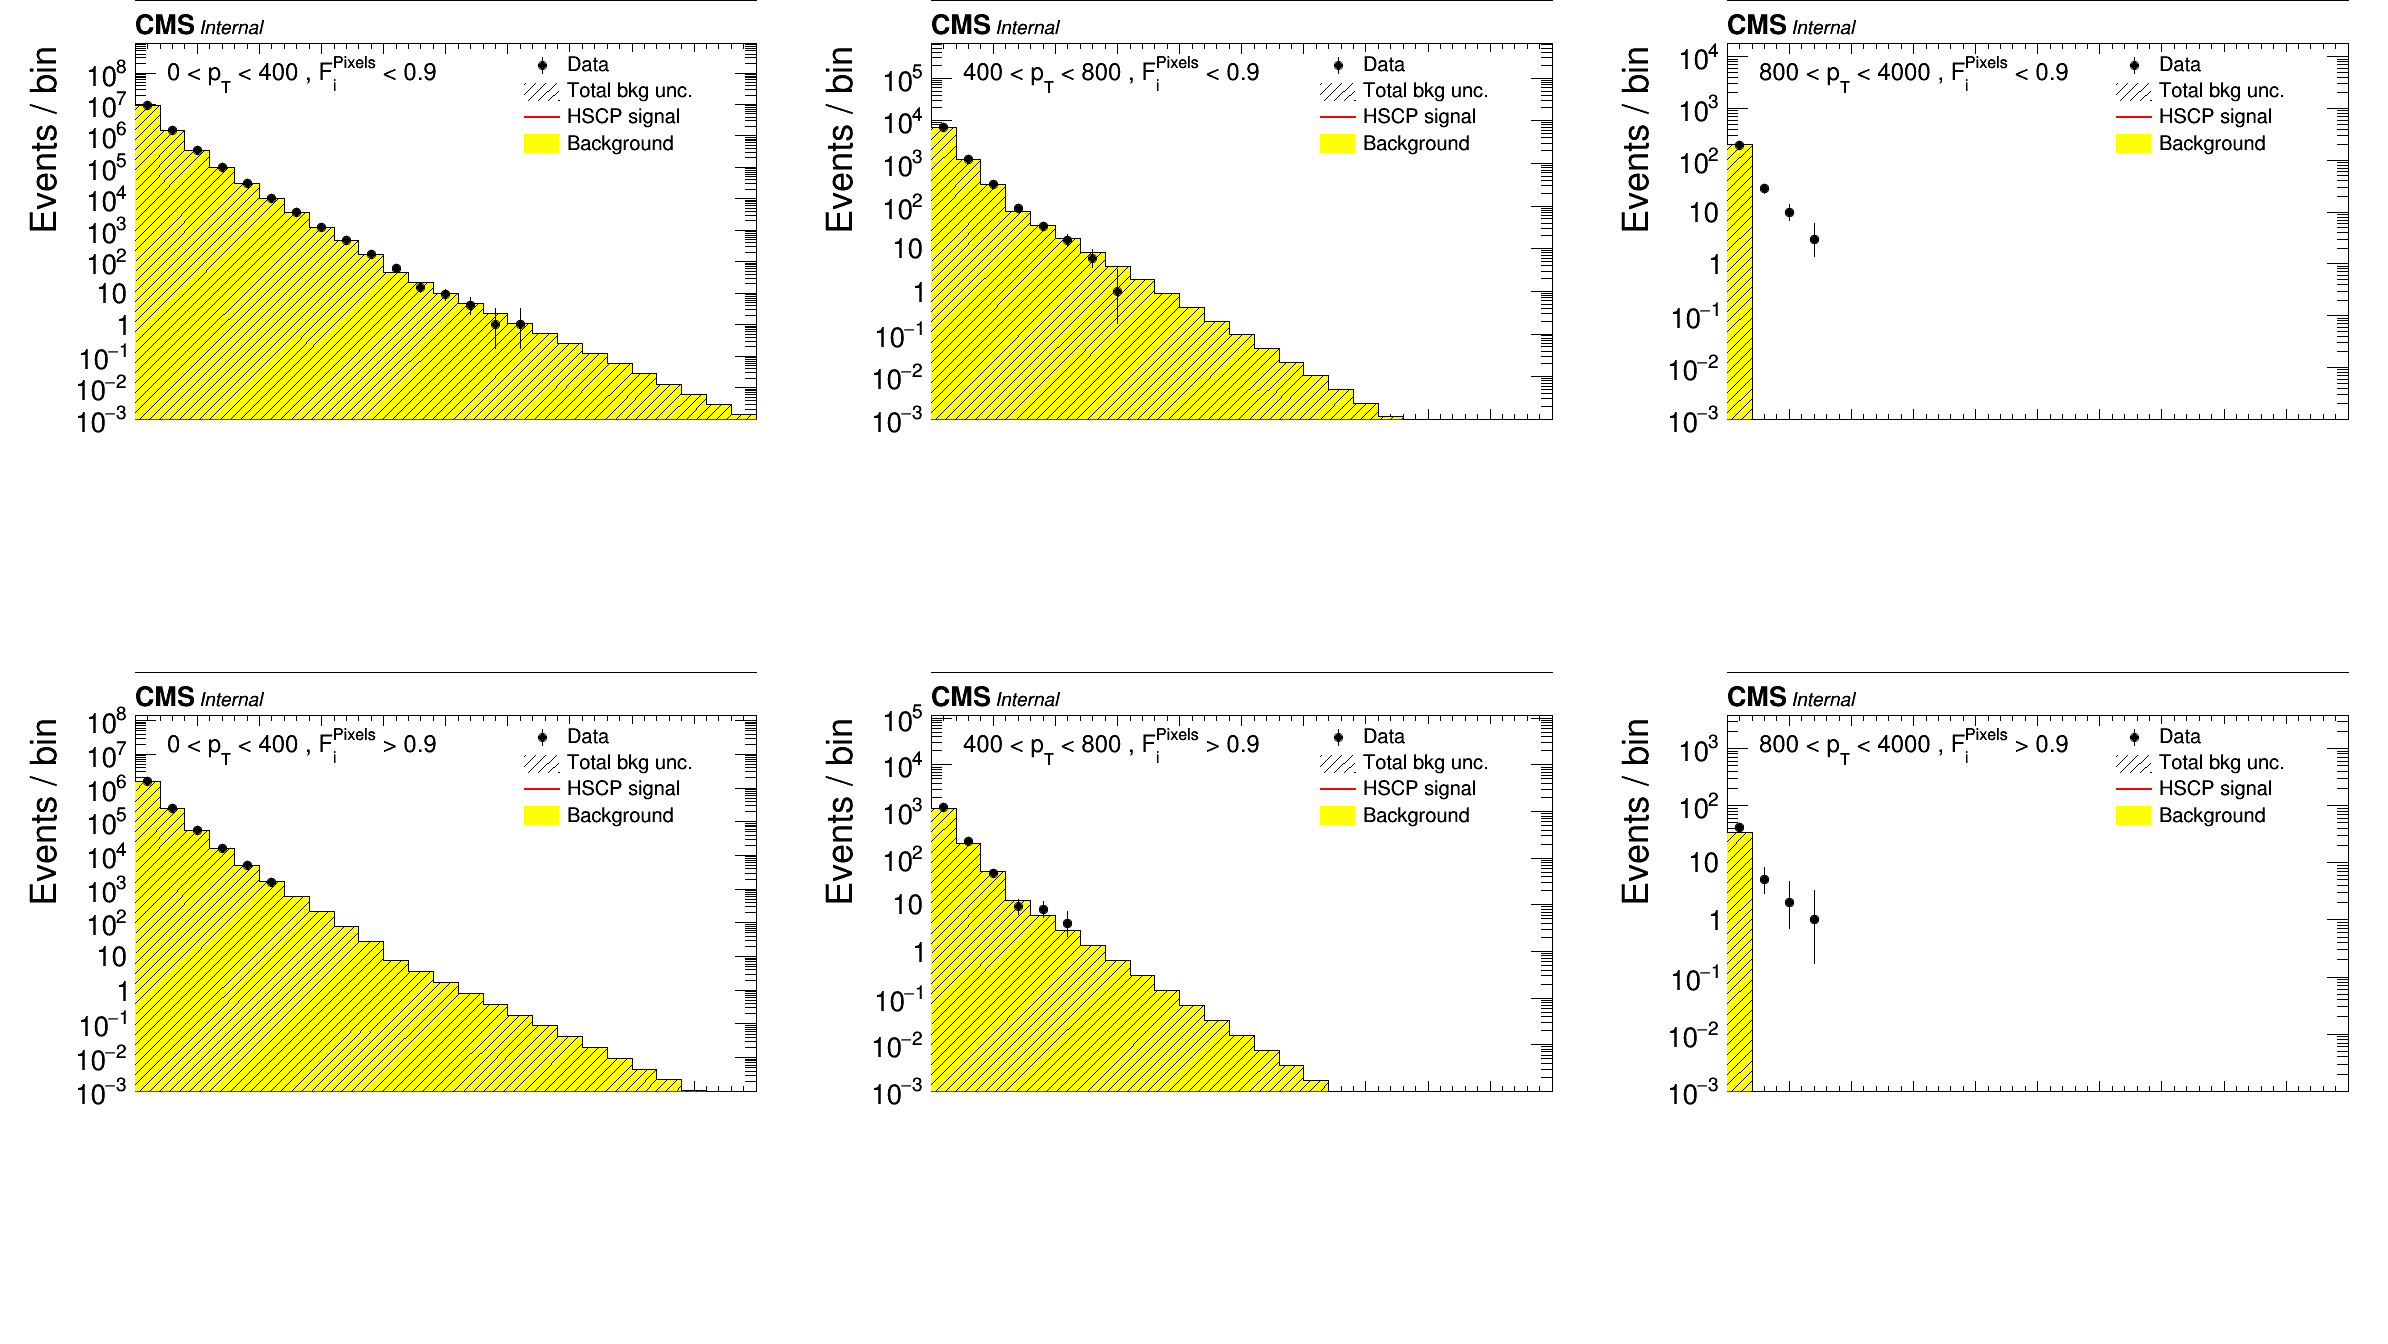 CMS Internal
Events / bin
10^8
10^7
10^6
10^5
10^4
10^3
10^2
10
1
10^−1
10^−2
10^−3
0 < p_T < 400 , F_i^Pixels < 0.9
Data
Total bkg unc.
HSCP signal
Background
CMS Internal
Events / bin
10^5
10^4
10^3
10^2
10
1
10^−1
10^−2
10^−3
400 < p_T < 800 , F_i^Pixels < 0.9
Data
Total bkg unc.
HSCP signal
Background
CMS Internal
Events / bin
10^4
10^3
10^2
10
1
10^−1
10^−2
10^−3
800 < p_T < 4000 , F_i^Pixels < 0.9
Data
Total bkg unc.
HSCP signal
Background
CMS Internal
Events / bin
10^8
10^7
10^6
10^5
10^4
10^3
10^2
10
1
10^−1
10^−2
10^−3
0 < p_T < 400 , F_i^Pixels > 0.9
Data
Total bkg unc.
HSCP signal
Background
CMS Internal
Events / bin
10^5
10^4
10^3
10^2
10
1
10^−1
10^−2
10^−3
400 < p_T < 800 , F_i^Pixels > 0.9
Data
Total bkg unc.
HSCP signal
Background
CMS Internal
Events / bin
10^3
10^2
10
1
10^−1
10^−2
10^−3
800 < p_T < 4000 , F_i^Pixels > 0.9
Data
Total bkg unc.
HSCP signal
Background